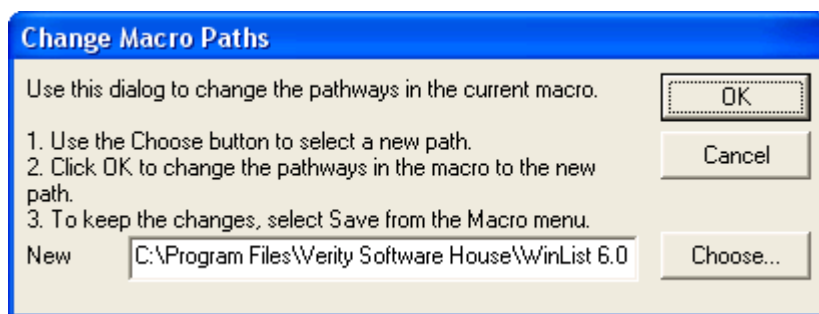 Change Macro Paths
Use this dialog to change the pathways in the current macro.
OK
1. Use the Choose button to select a new path.
2. Click OK to change the pathways in the macro to the new
path.
3. To keep the changes, select Save from the Macro menu.
Cancel
New
C:\Program Files\Verity Software House\WinList 6.0
Choose...